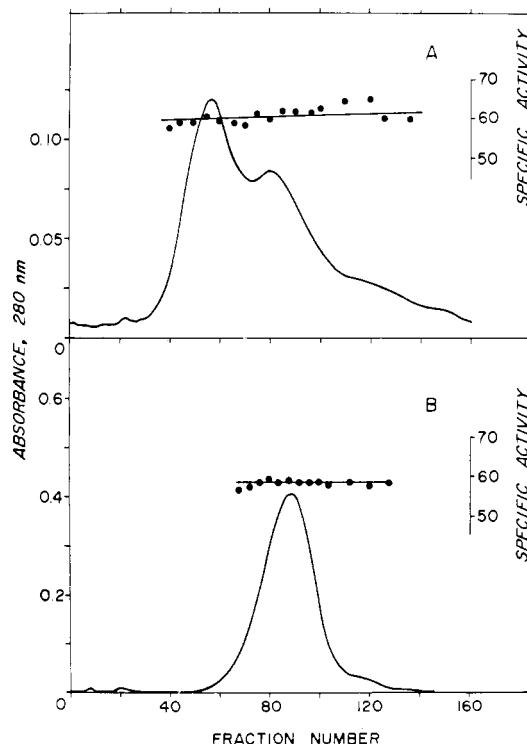 A
70
60
50
SPECIFIC ACTIVITY
0.10
0.05
0
ABSORBANCE, 280 nm
B
0.6
0.4
0.2
70
60
50
SPECIFIC ACTIVITY
0 40 80 120 160
FRACTION NUMBER